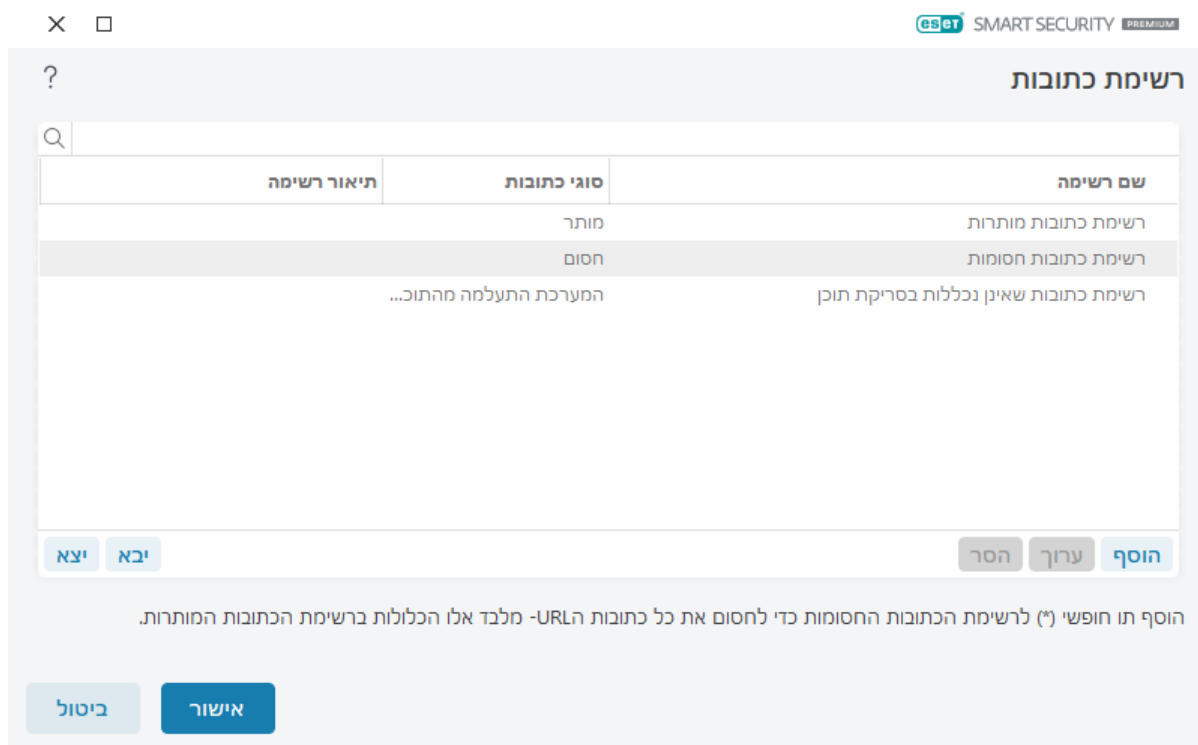 eset SMART SECURITY PREMIUM
רשימת כתובות
?
שם רשימה סוגי כתובות תיאור רשימה
רשימת כתובות מותרות מותר
רשימת כתובות חסומות חסום
רשימת כתובות שאינן נכללות בסריקת תוכן המערכת התעלמה מהתוכ...
הוסף ערוך הסר יבא יצא
הוסף תו חופשי (*) לרשימת הכתובות החסומות כדי לחסום את כל כתובות הURL- מלבד אלו הכלולות ברשימת הכתובות המותרות.
אישור ביטול